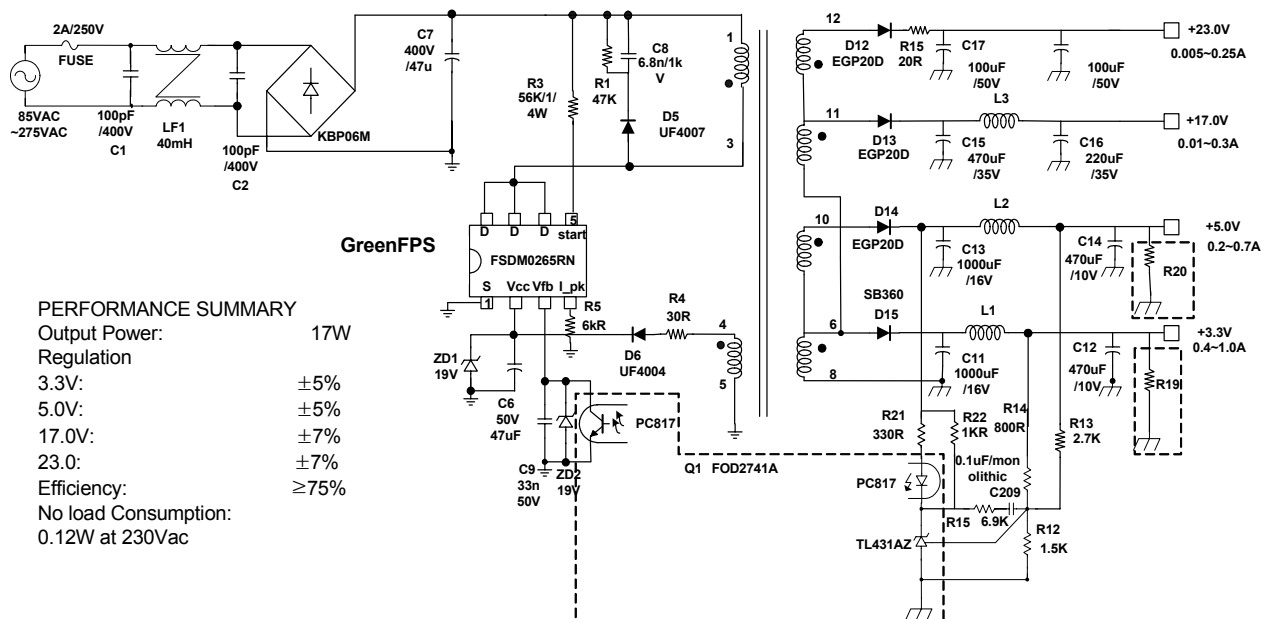 2A/250V
FUSE
85VAC
~275VAC
100pF
/400V
C1
LF1
40mH
100pF
/400V
C2
KBP06M
C7
400V
/47u
R3
56K/1/
4W
R1
47K
C8
6.8n/1k
V
D5
UF4007
1
3
12
11
10
6
8
D12
EGP20D
R15
20R
C17
100uF
/50V
100uF
/50V
+23.0V
0.005~0.25A
D13
EGP20D
C15
470uF
/35V
L3
C16
220uF
/35V
+17.0V
0.01~0.3A
D14
EGP20D
C13
1000uF
/16V
L2
C14
470uF
/10V
R20
+5.0V
0.2~0.7A
SB360
D15
C11
1000uF
/16V
L1
C12
470uF
/10V
R19
+3.3V
0.4~1.0A
GreenFPS
D
D
D
5
start
FSDM0265RN
S
Vcc
Vfb
I_pk
1
R5
6kR
R4
30R
D6
UF4004
4
5
ZD1
19V
C6
50V
47uF
C9
33n
50V
ZD2
19V
PC817
Q1 FOD2741A
R21
330R
R22
1KR
R14
800R
R13
2.7K
0.1uF/mon
olithic
C209
PC817
R15
6.9K
TL431AZ
R12
1.5K
PERFORMANCE SUMMARY
Output Power: 17W
Regulation
3.3V: ±5%
5.0V: ±5%
17.0V: ±7%
23.0: ±7%
Efficiency: ≥75%
No load Consumption:
0.12W at 230Vac